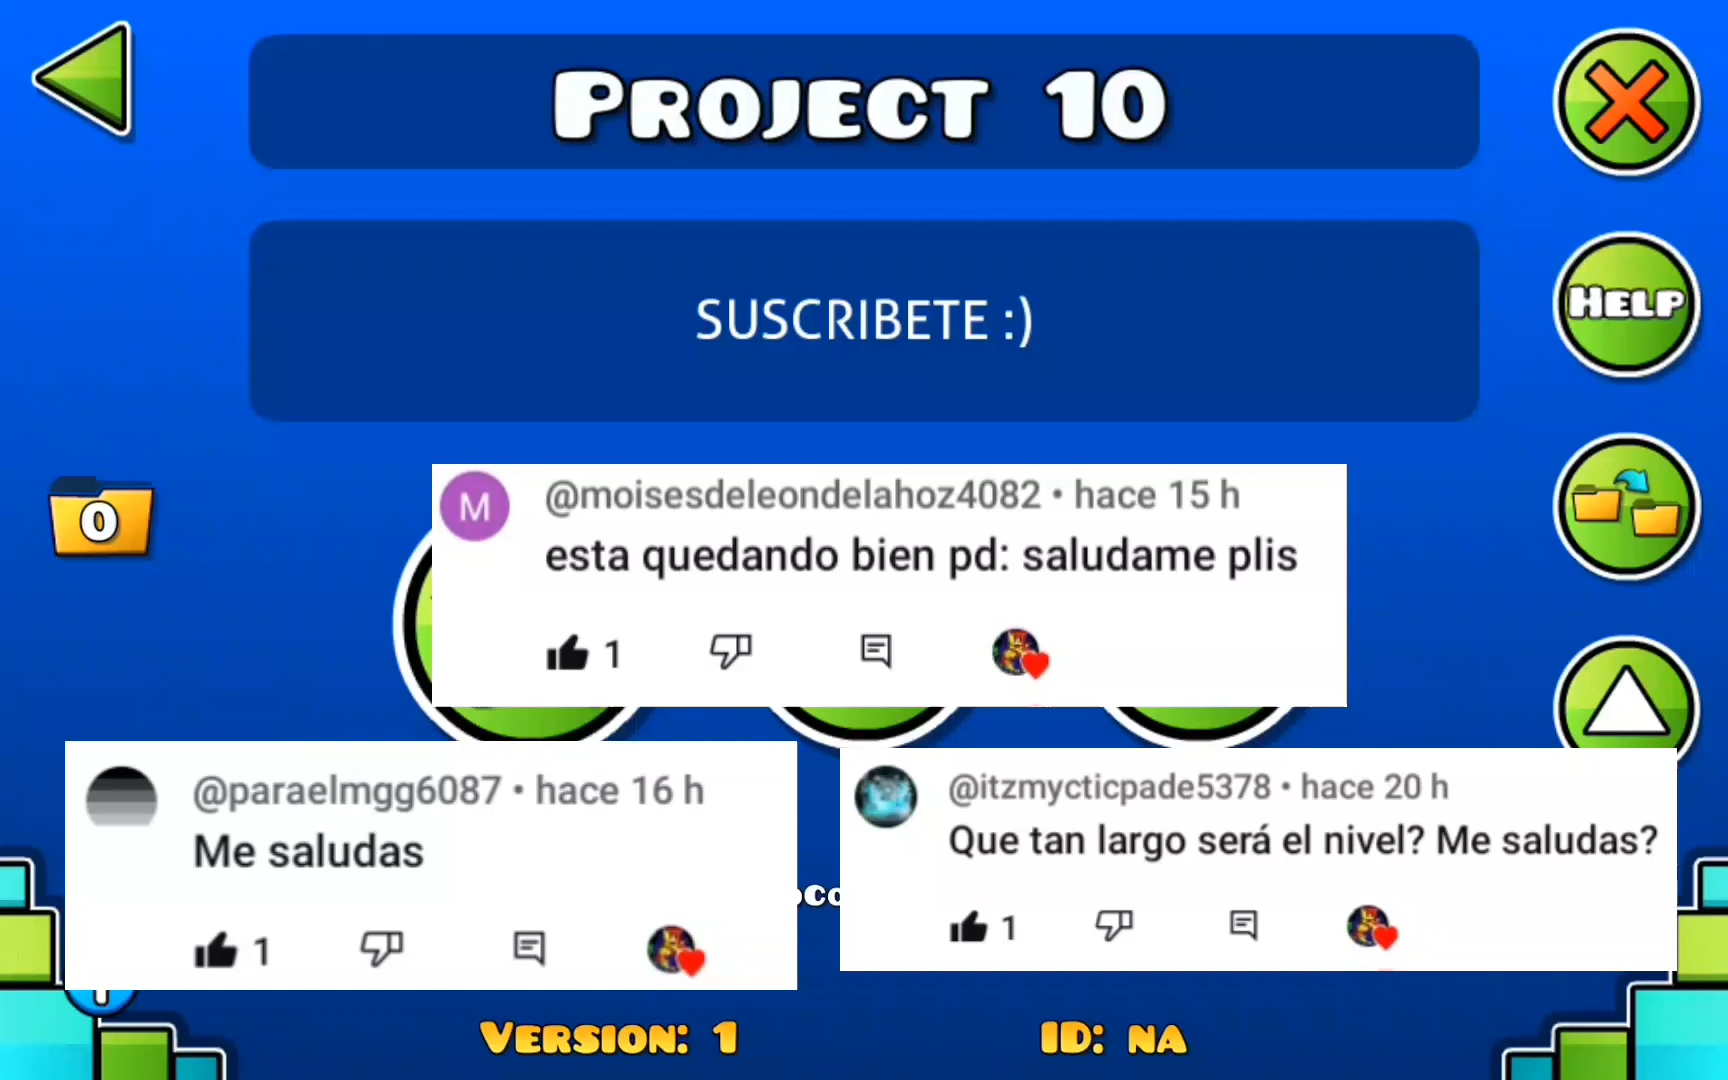 PROJECT 10
HELP
SUSCRIBETE :)
0
M
@moisesdeleondelahoz4082 • hace 15 h
esta quedando bien pd: saludame plis
1
@paraelmgg6087 • hace 16 h
Me saludas
1
@itzmycticpade5378 • hace 20 h
Que tan largo será el nivel? Me saludas?
1
VERSION: 1
ID: NA